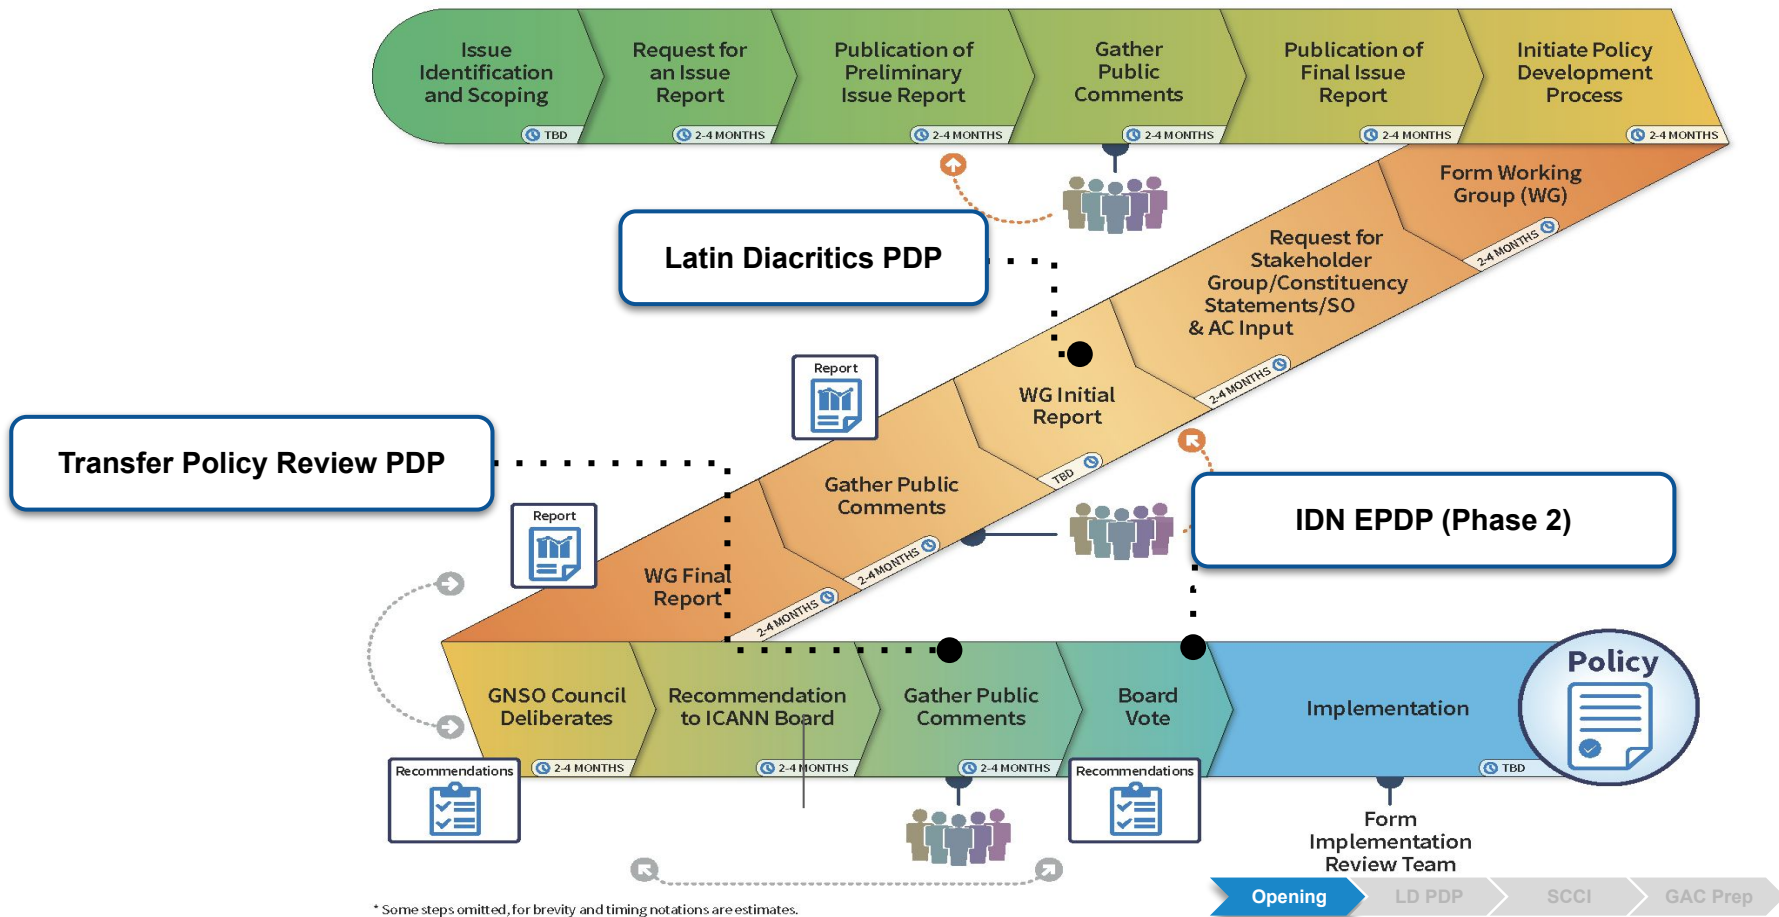 Issue
Identification
and Scoping
TBD
Request for
an Issue
Report
2-4 MONTHS
Publication of
Preliminary
Issue Report
2-4 MONTHS
Gather
Public
Comments
2-4 MONTHS
Publication of
Final Issue
Report
2-4 MONTHS
Initiate Policy
Development
Process
2-4 MONTHS
Form Working
Group (WG)
2-4 MONTHS
Request for
Stakeholder
Group/Constituency
Statements/SO
& AC Input
2-4 MONTHS
Latin Diacritics PDP
WG Initial
Report
TBD
Report
Gather Public
Comments
2-4 MONTHS
Transfer Policy Review PDP
IDN EPDP (Phase 2)
Report
WG Final
Report
2-4 MONTHS
GNSO Council
Deliberates
2-4 MONTHS
Recommendation
to ICANN Board
2-4 MONTHS
Gather Public
Comments
2-4 MONTHS
Board
Vote
Implementation
TBD
Policy
Recommendations
Recommendations
Form
Implementation
Review Team
Opening
LD PDP
SCCI
GAC Prep
* Some steps omitted, for brevity and timing notations are estimates.